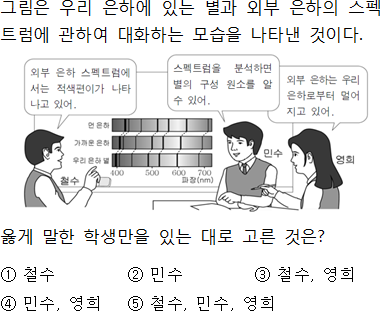 그림은 우리 은하에 있는 별과 외부 은하의 스펙
트럼에 관하여 대화하는 모습을 나타낸 것이다.
외부 은하 스펙트럼에
서는 적색편이가 나타
나고 있어.
스펙트럼을 분석하면
별의 구성 원소를 알
수 있어.
외부 은하는 우리
은하로부터 멀어
지고 있어.
먼 은하
가까운 은하
우리 은하 별
400 500 600 700
파장(nm)
철수
민수
영희
옳게 말한 학생만을 있는 대로 고른 것은?
① 철수 ② 민수 ③ 철수, 영희
④ 민수, 영희 ⑤ 철수, 민수, 영희